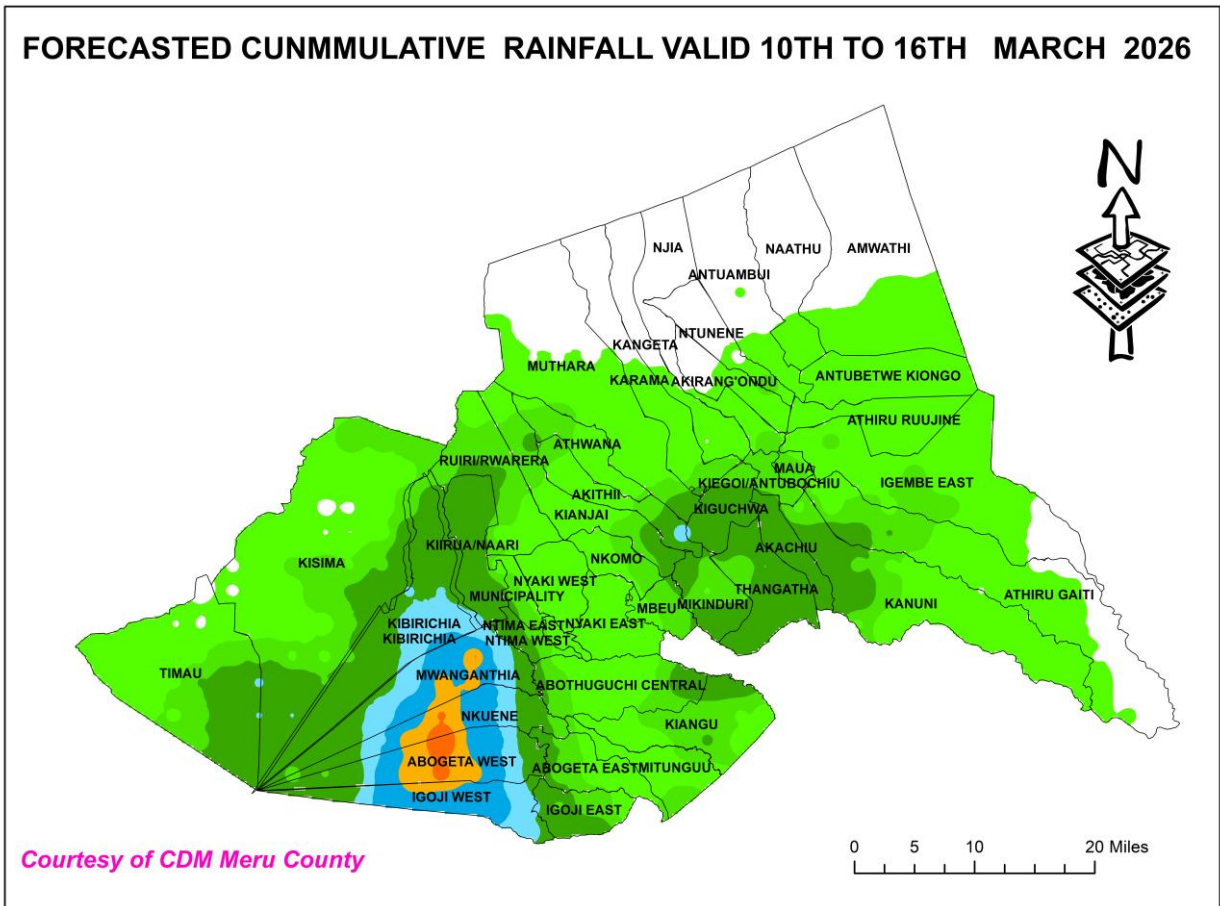 FORECASTED CUNMMULATIVE RAINFALL VALID 10TH TO 16TH MARCH 2026
N
NJIA
NAATHU
AMWATHI
ANTUAMBUI
NTUNENE
KANGETA
MUTHARA
KARAMA
AKIRANG'ONDU
ANTUBETWE KIONGO
ATHIRU RUUJINE
ATHWANA
RUIRI/RWARERA
MAUA
KIEGOI/ANTUBOCHIU
IGEMBE EAST
AKITHII
KIANJAI
KIGUCHWA
KIIRUA/NAARI
AKACHIU
KISIMA
NKOMO
NYAKI WEST
THANGATHA
MUNICIPALITY
MBEU
MIKINDURI
KANUNI
ATHIRU GAITI
KIBIRICHIA
NTIMA EAST
NYAKI EAST
KIBIRICHIA
NTIMA WEST
TIMAU
MWANGANTHIA
ABOTHUGUCHI CENTRAL
NKUENE
KIANGU
ABOGETA WEST
ABOGETA EAST
MITUNGUU
IGOJI WEST
IGOJI EAST
Courtesy of CDM Meru County
0 5 10 20 Miles